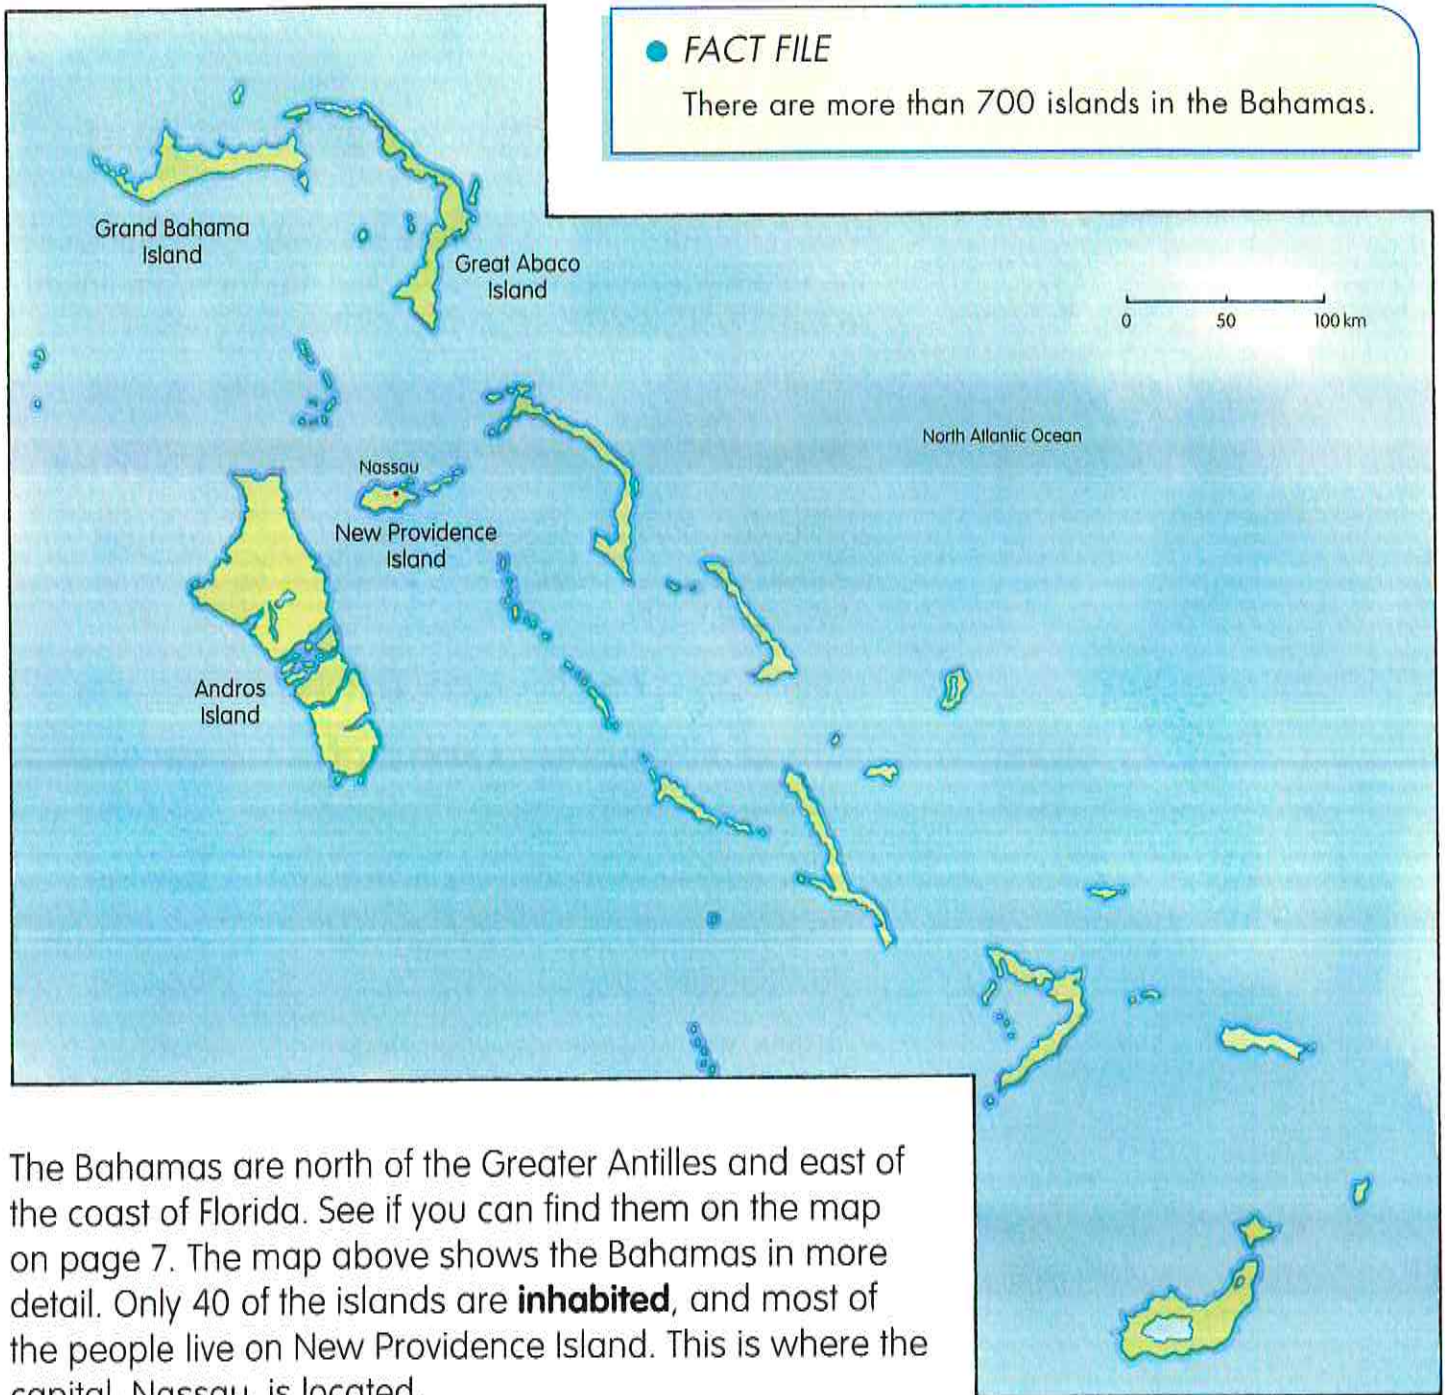 FACT FILE
There are more than 700 islands in the Bahamas.
Grand Bahama
Island
Great Abaco
Island
0 50 100 km
North Atlantic Ocean
Nassau
New Providence
Island
Andros
Island
The Bahamas are north of the Greater Antilles and east of
the coast of Florida. See if you can find them on the map
on page 7. The map above shows the Bahamas in more
detail. Only 40 of the islands are inhabited, and most of
the people live on New Providence Island. This is where the
capital, Nassau, is located.